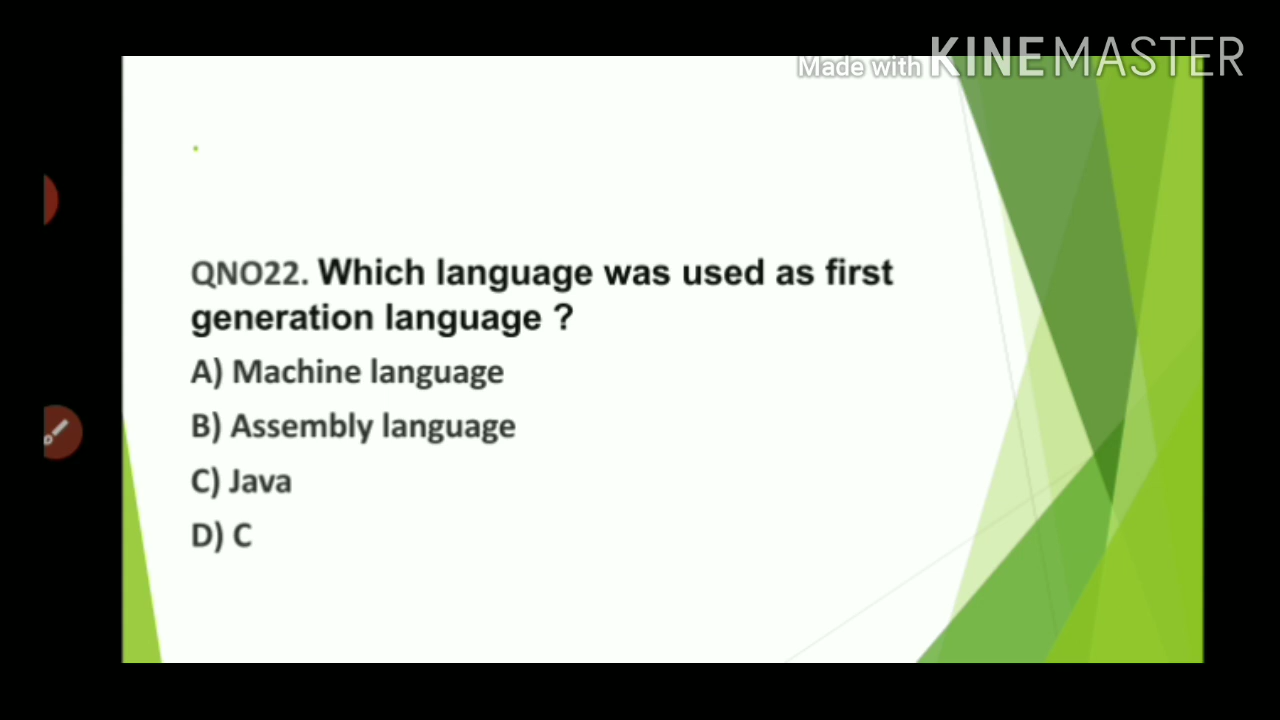 Made with KINEMASTER
QNO22. Which language was used as first
generation language ?
A) Machine language
B) Assembly language
C) Java
D) C